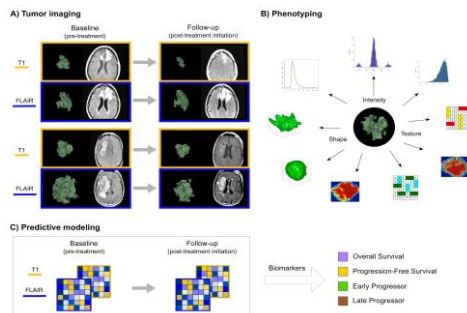 A) Tumor imaging
Baseline
(pre-treatment)
Follow-up
(post-treatment initiation)
T1
FLAIR
T1
FLAIR
B) Phenotyping
Intensity
Shape
Texture
C) Predictive modeling
Baseline
(pre-treatment)
Follow-up
(post-treatment initiation)
T1
FLAIR
Biomarkers
Overall Survival
Progression-Free Survival
Early Progressor
Late Progressor